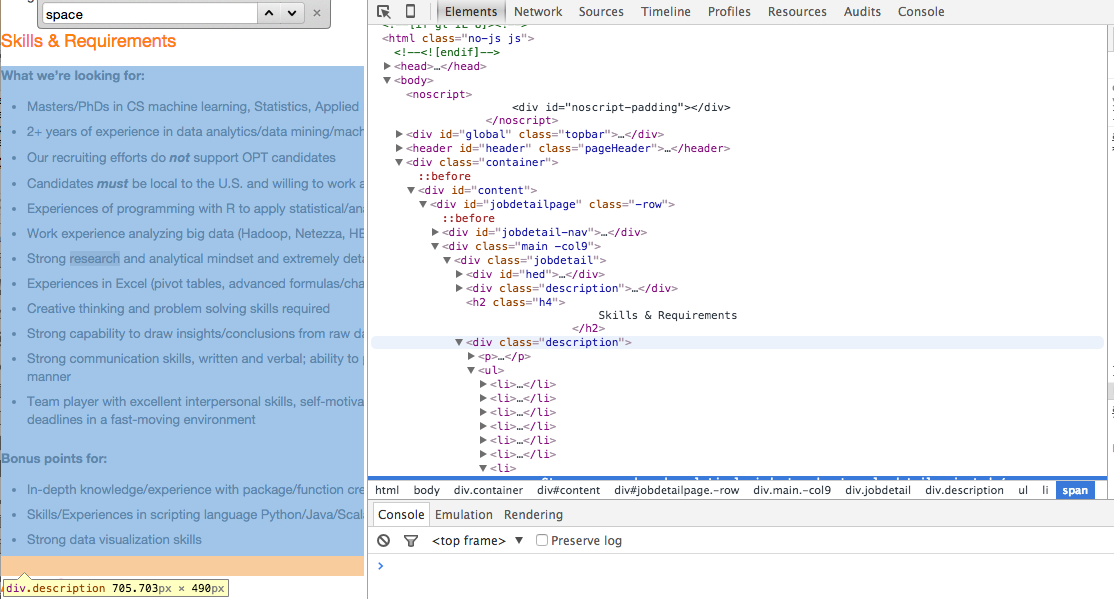 space
Skills & Requirements
What we're looking for:
Masters/PhDs in CS machine learning, Statistics, Applied
2+ years of experience in data analytics/data mining/mach
Our recruiting efforts do not support OPT candidates
Candidates must be local to the U.S. and willing to work a
Experiences of programming with R to apply statistical/ana
Work experience analyzing big data (Hadoop, Netezza, HB
Strong research and analytical mindset and extremely deta
Experiences in Excel (pivot tables, advanced formulas/cha
Creative thinking and problem solving skills required
Strong capability to draw insights/conclusions from raw da
Strong communication skills, written and verbal; ability to p
manner
Team player with excellent interpersonal skills, self-motiva
deadlines in a fast-moving environment
Bonus points for:
In-depth knowledge/experience with package/function cre
Skills/Experiences in scripting language Python/Java/Scal
Strong data visualization skills
div.description 705.703px × 490px
Elements Network Sources Timeline Profiles Resources Audits Console
<html class="no-js js">
<!--<![endif]-->
<head>…</head>
<body>
<noscript>
<div id="noscript-padding"></div>
</noscript>
<div id="global" class="topbar">…</div>
<header id="header" class="pageHeader">…</header>
<div class="container">
::before
<div id="content">
<div id="jobdetailpage" class="-row">
::before
<div id="jobdetail-nav">…</div>
<div class="main -col9">
<div class="jobdetail">
<div id="hed">…</div>
<div class="description">…</div>
<h2 class="h4">
Skills & Requirements
</h2>
<div class="description">
<p>…</p>
<ul>
<li>…</li>
<li>…</li>
<li>…</li>
<li>…</li>
<li>…</li>
<li>…</li>
<li>
html body div.container div#content div#jobdetailpage.-row div.main.-col9 div.jobdetail div.description ul li span
Console Emulation Rendering
<top frame> ▼ Preserve log